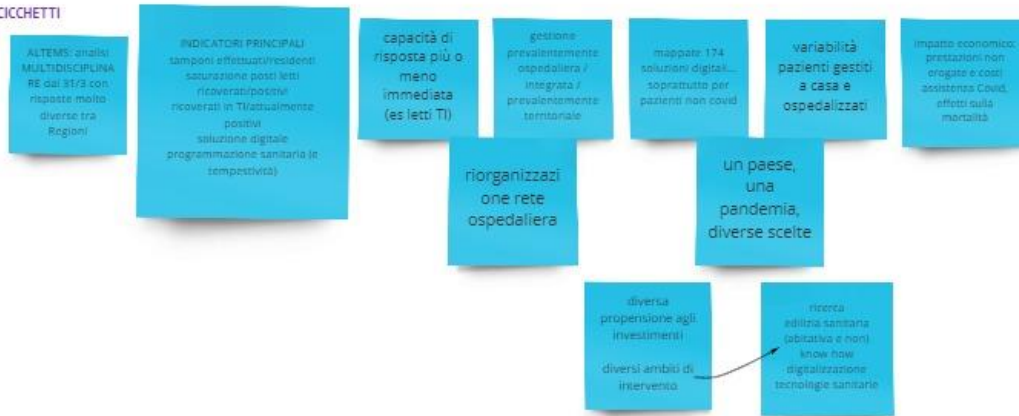 CICCHETTI
ALTEMS: analisi
MULTIDISCIPLINA
RE dal 31/3 con
risposte molto
diverse tra
Regioni
INDICATORI PRINCIPALI
tamponi effettuati/residenti
saturazione posti letti
ricoverati/positivi
ricoverati in TI/attualmente
positivi
soluzione digitale
programmazione sanitaria (e
tempestività)
capacità di
risposta più o
meno
immediata
(es letti TI)
gestione
prevalentemente
ospedaliera /
integrata /
prevalentemente
territoriale
mappate 174
soluzioni digitali...
soprattutto per
pazienti non covid
variabilità
pazienti gestiti
a casa e
ospedalizzati
impatto economico:
prestazioni non
erogate e costi
assistenza Covid,
effetti sulla
mortalità
riorganizzazi
one rete
ospedaliera
un paese,
una
pandemia,
diverse scelte
diversa
propensione agli
investimenti
diversi ambiti di
intervento
ricerca
edilizia sanitaria
(abitativa e non)
know how
digitalizzazione
tecnologie sanitarie